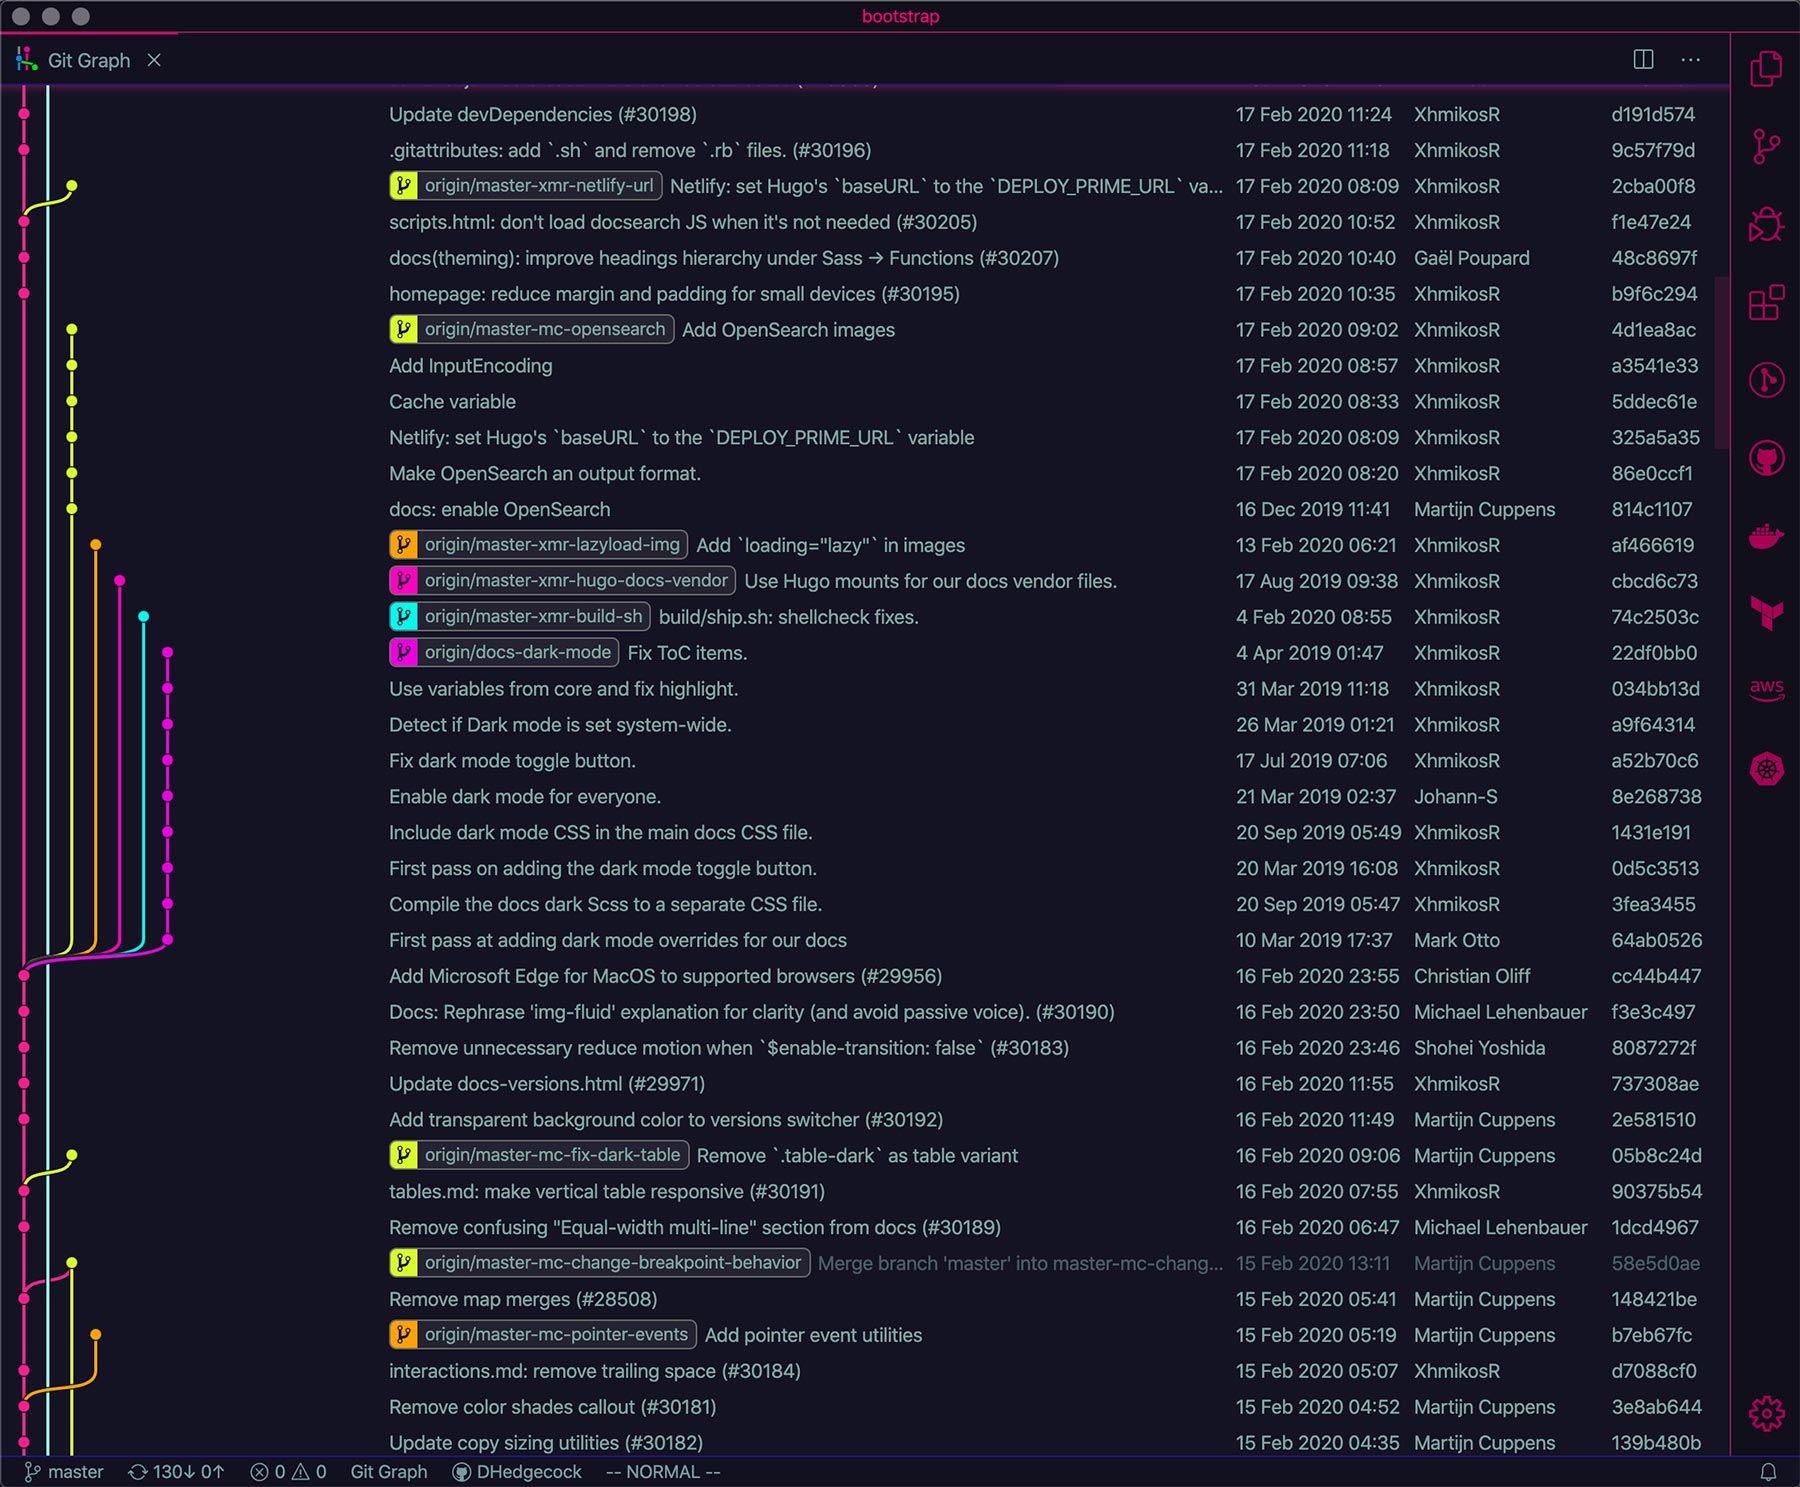 bootstrap
Git Graph
Update devDependencies (#30198) 17 Feb 2020 11:24 XhmikosR d191d574
.gitattributes: add `.sh` and remove `.rb` files. (#30196) 17 Feb 2020 11:18 XhmikosR 9c57f79d
origin/master-xmr-netlify-url Netlify: set Hugo's `baseURL` to the `DEPLOY_PRIME_URL` va... 17 Feb 2020 08:09 XhmikosR 2cba00f8
scripts.html: don't load docsearch JS when it's not needed (#30205) 17 Feb 2020 10:52 XhmikosR f1e47e24
docs(theming): improve headings hierarchy under Sass → Functions (#30207) 17 Feb 2020 10:40 Gaël Poupard 48c8697f
homepage: reduce margin and padding for small devices (#30195) 17 Feb 2020 10:35 XhmikosR b9f6c294
origin/master-mc-opensearch Add OpenSearch images 17 Feb 2020 09:02 XhmikosR 4d1ea8ac
Add InputEncoding 17 Feb 2020 08:57 XhmikosR a3541e33
Cache variable 17 Feb 2020 08:33 XhmikosR 5ddec61e
Netlify: set Hugo's `baseURL` to the `DEPLOY_PRIME_URL` variable 17 Feb 2020 08:09 XhmikosR 325a5a35
Make OpenSearch an output format. 17 Feb 2020 08:20 XhmikosR 86e0ccf1
docs: enable OpenSearch 16 Dec 2019 11:41 Martijn Cuppens 814c1107
origin/master-xmr-lazyload-img Add `loading="lazy"` in images 13 Feb 2020 06:21 XhmikosR af466619
origin/master-xmr-hugo-docs-vendor Use Hugo mounts for our docs vendor files. 17 Aug 2019 09:38 XhmikosR cbcd6c73
origin/master-xmr-build-sh build/ship.sh: shellcheck fixes. 4 Feb 2020 08:55 XhmikosR 74c2503c
origin/docs-dark-mode Fix ToC items. 4 Apr 2019 01:47 XhmikosR 22df0bb0
Use variables from core and fix highlight. 31 Mar 2019 11:18 XhmikosR 034bb13d
Detect if Dark mode is set system-wide. 26 Mar 2019 01:21 XhmikosR a9f64314
Fix dark mode toggle button. 17 Jul 2019 07:06 XhmikosR a52b70c6
Enable dark mode for everyone. 21 Mar 2019 02:37 Johann-S 8e268738
Include dark mode CSS in the main docs CSS file. 20 Sep 2019 05:49 XhmikosR 1431e191
First pass on adding the dark mode toggle button. 20 Mar 2019 16:08 XhmikosR 0d5c3513
Compile the docs dark Scss to a separate CSS file. 20 Sep 2019 05:47 XhmikosR 3fea3455
First pass at adding dark mode overrides for our docs 10 Mar 2019 17:37 Mark Otto 64ab0526
Add Microsoft Edge for MacOS to supported browsers (#29956) 16 Feb 2020 23:55 Christian Oliff cc44b447
Docs: Rephrase 'img-fluid' explanation for clarity (and avoid passive voice). (#30190) 16 Feb 2020 23:50 Michael Lehenbauer f3e3c497
Remove unnecessary reduce motion when `$enable-transition: false` (#30183) 16 Feb 2020 23:46 Shohei Yoshida 8087272f
Update docs-versions.html (#29971) 16 Feb 2020 11:55 XhmikosR 737308ae
Add transparent background color to versions switcher (#30192) 16 Feb 2020 11:49 Martijn Cuppens 2e581510
origin/master-mc-fix-dark-table Remove `.table-dark` as table variant 16 Feb 2020 09:06 Martijn Cuppens 05b8c24d
tables.md: make vertical table responsive (#30191) 16 Feb 2020 07:55 XhmikosR 90375b54
Remove confusing "Equal-width multi-line" section from docs (#30189) 16 Feb 2020 06:47 Michael Lehenbauer 1dcd4967
origin/master-mc-change-breakpoint-behavior Merge branch 'master' into master-mc-chang... 15 Feb 2020 13:11 Martijn Cuppens 58e5d0ae
Remove map merges (#28508) 15 Feb 2020 05:41 Martijn Cuppens 148421be
origin/master-mc-pointer-events Add pointer event utilities 15 Feb 2020 05:19 Martijn Cuppens b7eb67fc
interactions.md: remove trailing space (#30184) 15 Feb 2020 05:07 XhmikosR d7088cf0
Remove color shades callout (#30181) 15 Feb 2020 04:52 Martijn Cuppens 3e8ab644
Update copy sizing utilities (#30182) 15 Feb 2020 04:35 Martijn Cuppens 139b480b
aws
master 130↓ 0↑ 0 0 Git Graph DHedgecock -- NORMAL --